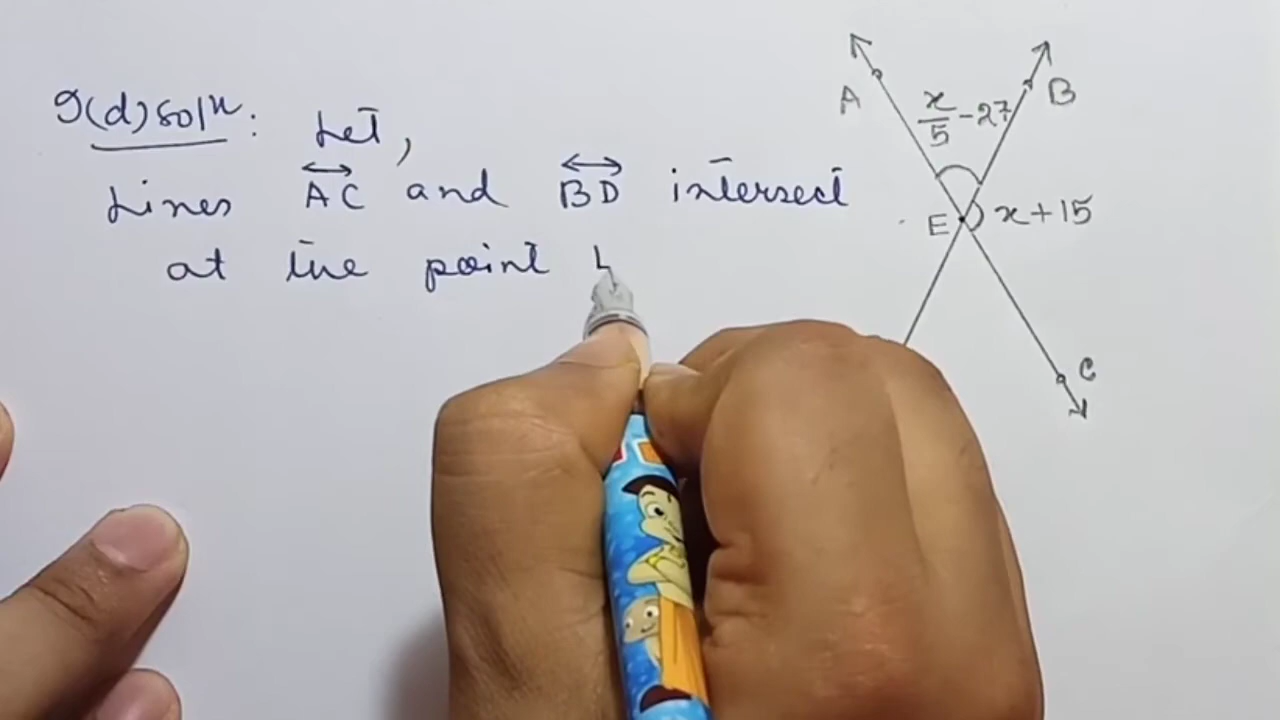 9(d) soln: Let,
Lines AC and BD intersect
at the point
A
B
x/5 - 27
E
x+15
C